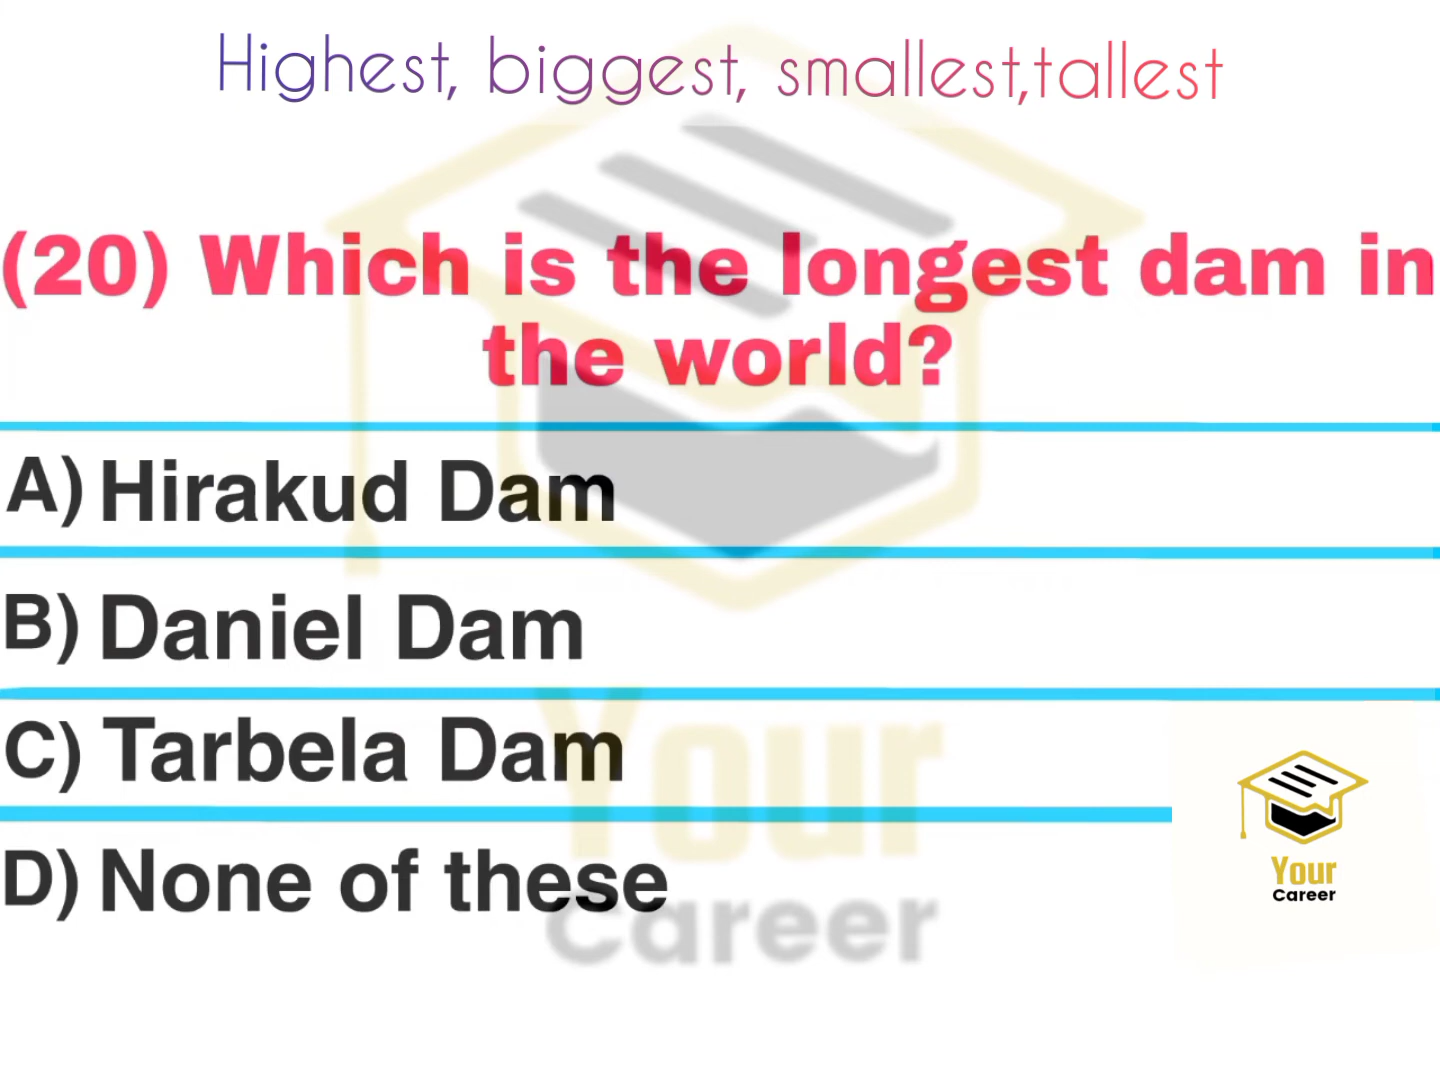 Highest, biggest, smallest,tallest
(20) Which is the longest dam in
the world?
A) Hirakud Dam
B) Daniel Dam
C) Tarbela Dam
D) None of these
Your
Career
Your
Career